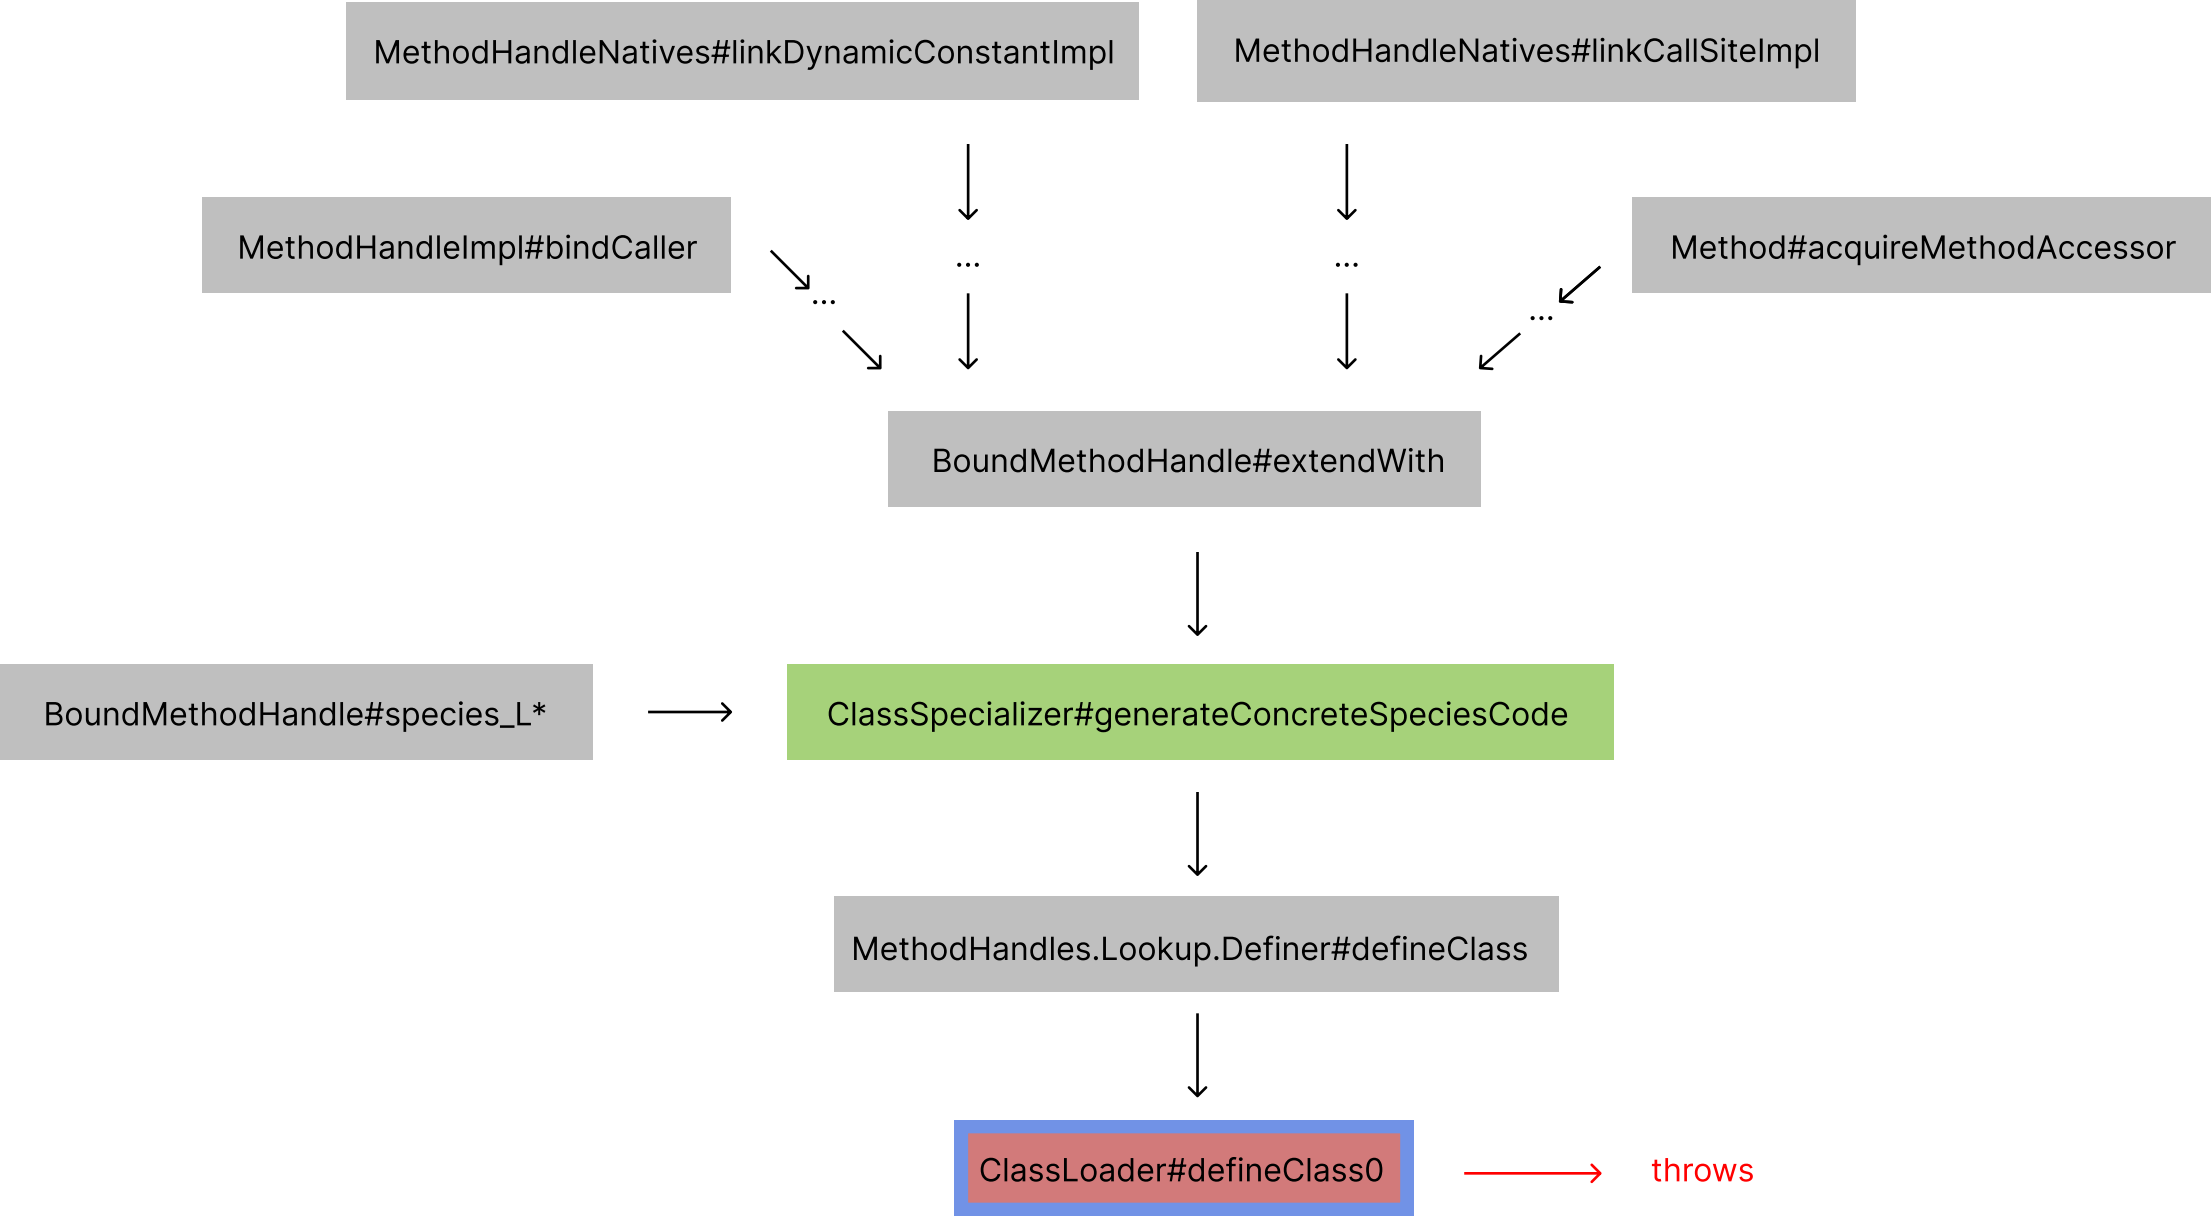 MethodHandleNatives#linkDynamicConstantImpl
MethodHandleNatives#linkCallSiteImpl
MethodHandleImpl#bindCaller
...
...
Method#acquireMethodAccessor
...
...
BoundMethodHandle#extendWith
BoundMethodHandle#species_L*
ClassSpecializer#generateConcreteSpeciesCode
MethodHandles.Lookup.Definer#defineClass
ClassLoader#defineClass0
throws